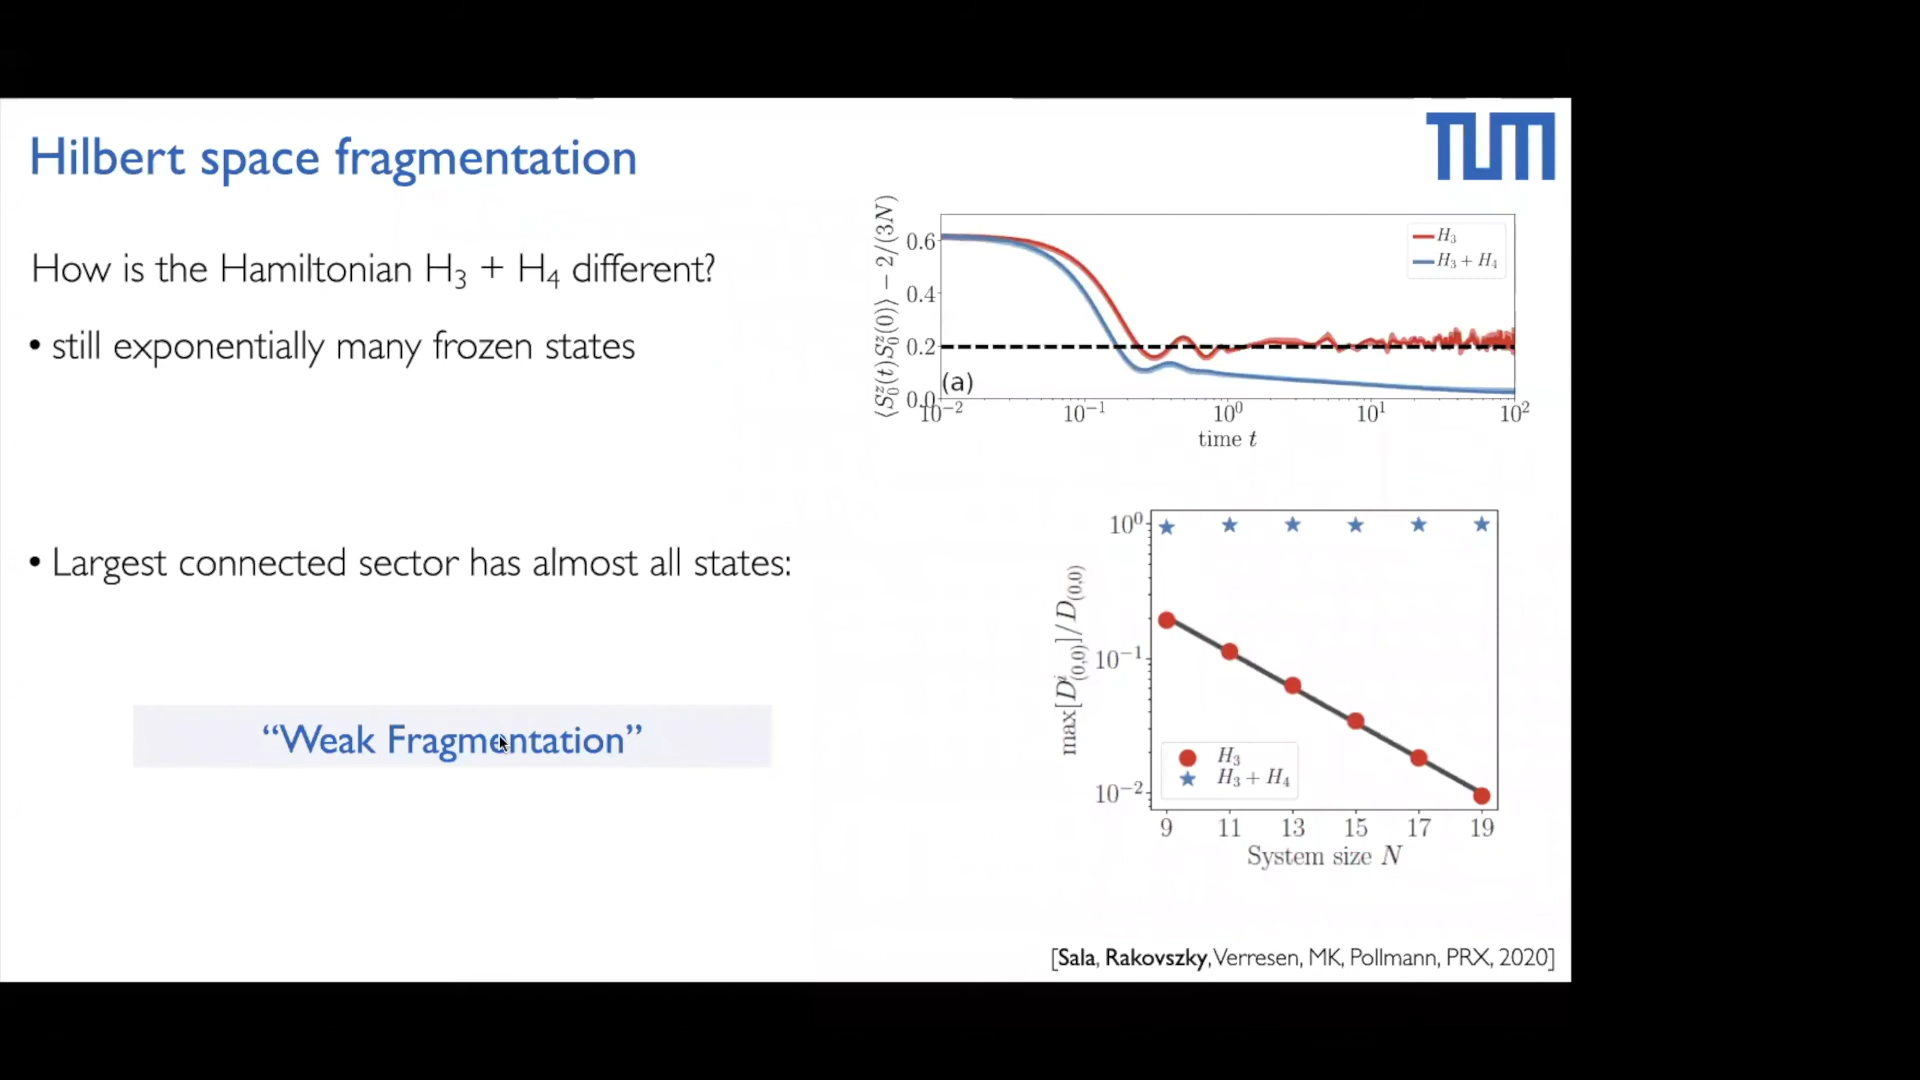 Hilbert space fragmentation
TUM
How is the Hamiltonian H₃ + H₄ different?
• still exponentially many frozen states
• Largest connected sector has almost all states:
“Weak Fragmentation”
⟨S₀ᶻ(t)S₀ᶻ(0)⟩ − 2/(3N)
0.6
0.4
0.2
0.0
(a)
H₃
H₃ + H₄
10⁻² 10⁻¹ 10⁰ 10¹ 10²
time t
max[Dⁱ₍₀,₀₎]/D₍₀,₀₎
10⁰
10⁻¹
10⁻²
H₃
H₃ + H₄
9 11 13 15 17 19
System size N
[Sala, Rakovszky, Verresen, MK, Pollmann, PRX, 2020]